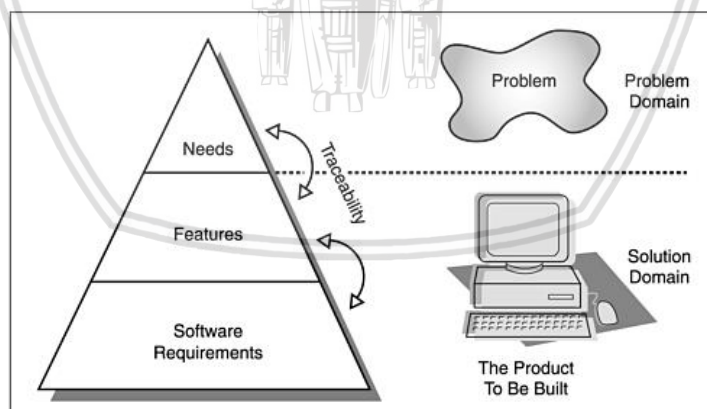 Needs
Features
Software
Requirements
Traceability
Problem
Problem
Domain
Solution
Domain
The Product
To Be Built